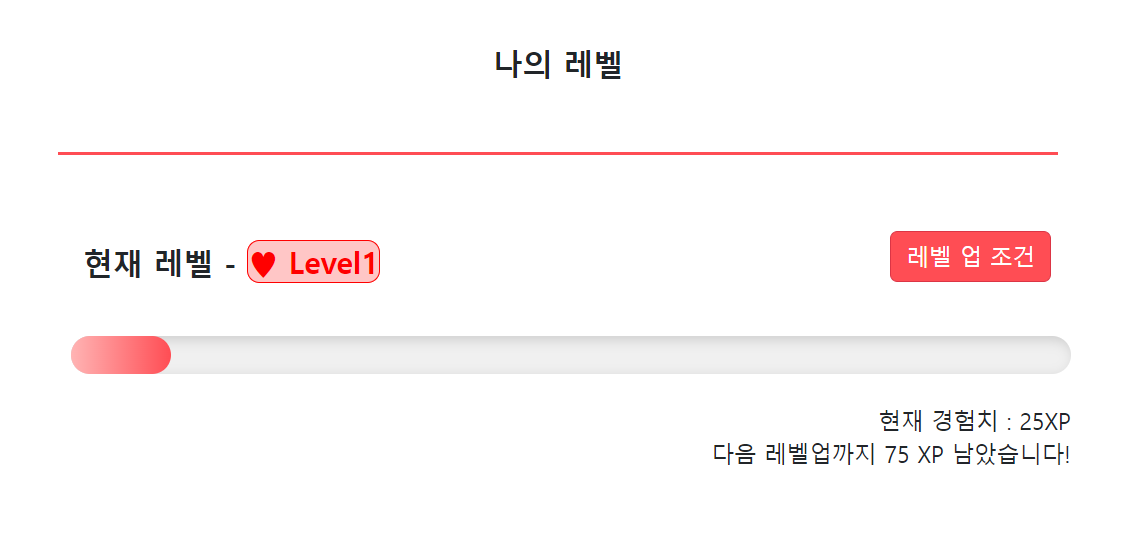 나의 레벨
현재 레벨 - ♥ Level1
레벨 업 조건
현재 경험치 : 25XP
다음 레벨업까지 75 XP 남았습니다!